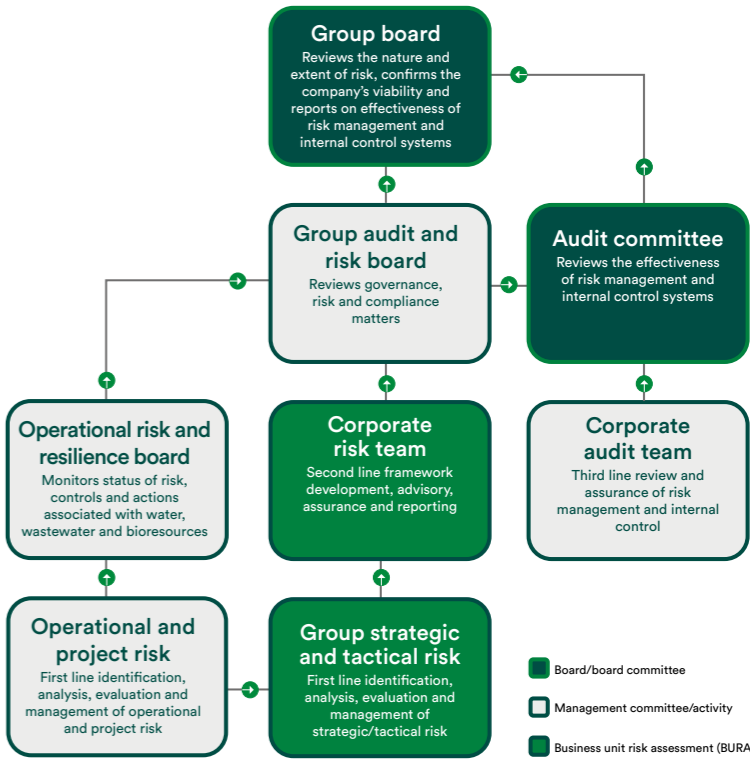 Group board
Reviews the nature and
extent of risk, confirms the
company's viability and
reports on effectiveness of
risk management and
internal control systems
Group audit and
risk board
Reviews governance,
risk and compliance
matters
Audit committee
Reviews the effectiveness
of risk management and
internal control systems
Operational risk and
resilience board
Monitors status of risk,
controls and actions
associated with water,
wastewater and bioresources
Corporate
risk team
Second line framework
development, advisory,
assurance and reporting
Corporate
audit team
Third line review and
assurance of risk
management and internal
control
Operational and
project risk
First line identification,
analysis, evaluation and
management of operational
and project risk
Group strategic
and tactical risk
First line identification,
analysis, evaluation and
management of
strategic/tactical risk
Board/board committee
Management committee/activity
Business unit risk assessment (BURA